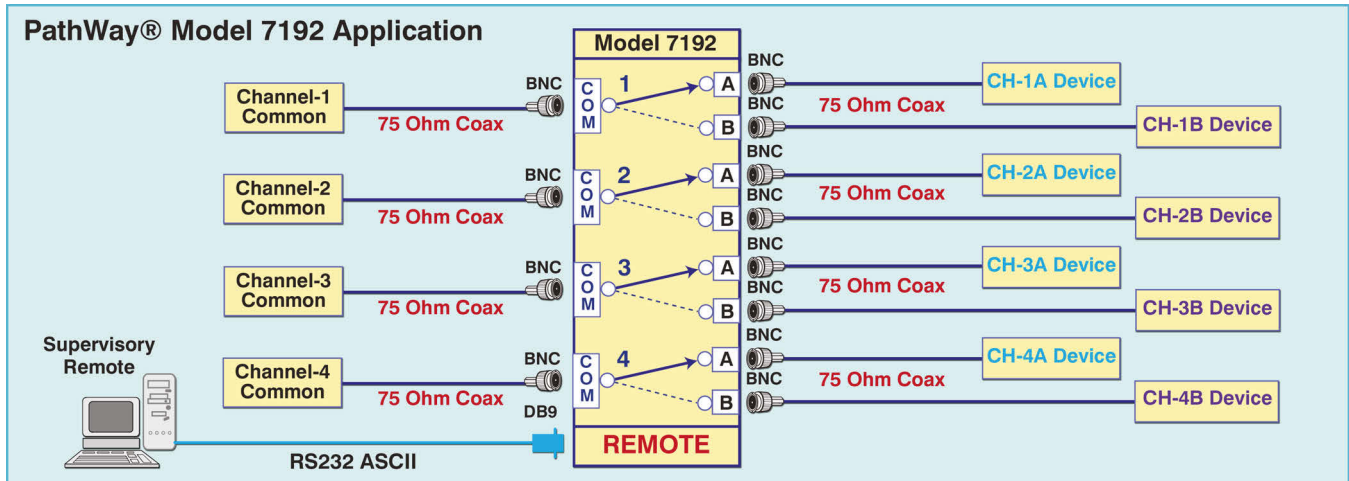 PathWay® Model 7192 Application
Model 7192
Channel-1
Common
75 Ohm Coax
BNC
COM
1
A
B
BNC
BNC
75 Ohm Coax
CH-1A Device
CH-1B Device
Channel-2
Common
75 Ohm Coax
BNC
COM
2
A
B
BNC
BNC
75 Ohm Coax
CH-2A Device
CH-2B Device
Channel-3
Common
75 Ohm Coax
BNC
COM
3
A
B
BNC
BNC
75 Ohm Coax
CH-3A Device
CH-3B Device
Channel-4
Common
75 Ohm Coax
BNC
COM
4
A
B
BNC
BNC
75 Ohm Coax
CH-4A Device
CH-4B Device
Supervisory
Remote
RS232 ASCII
DB9
REMOTE